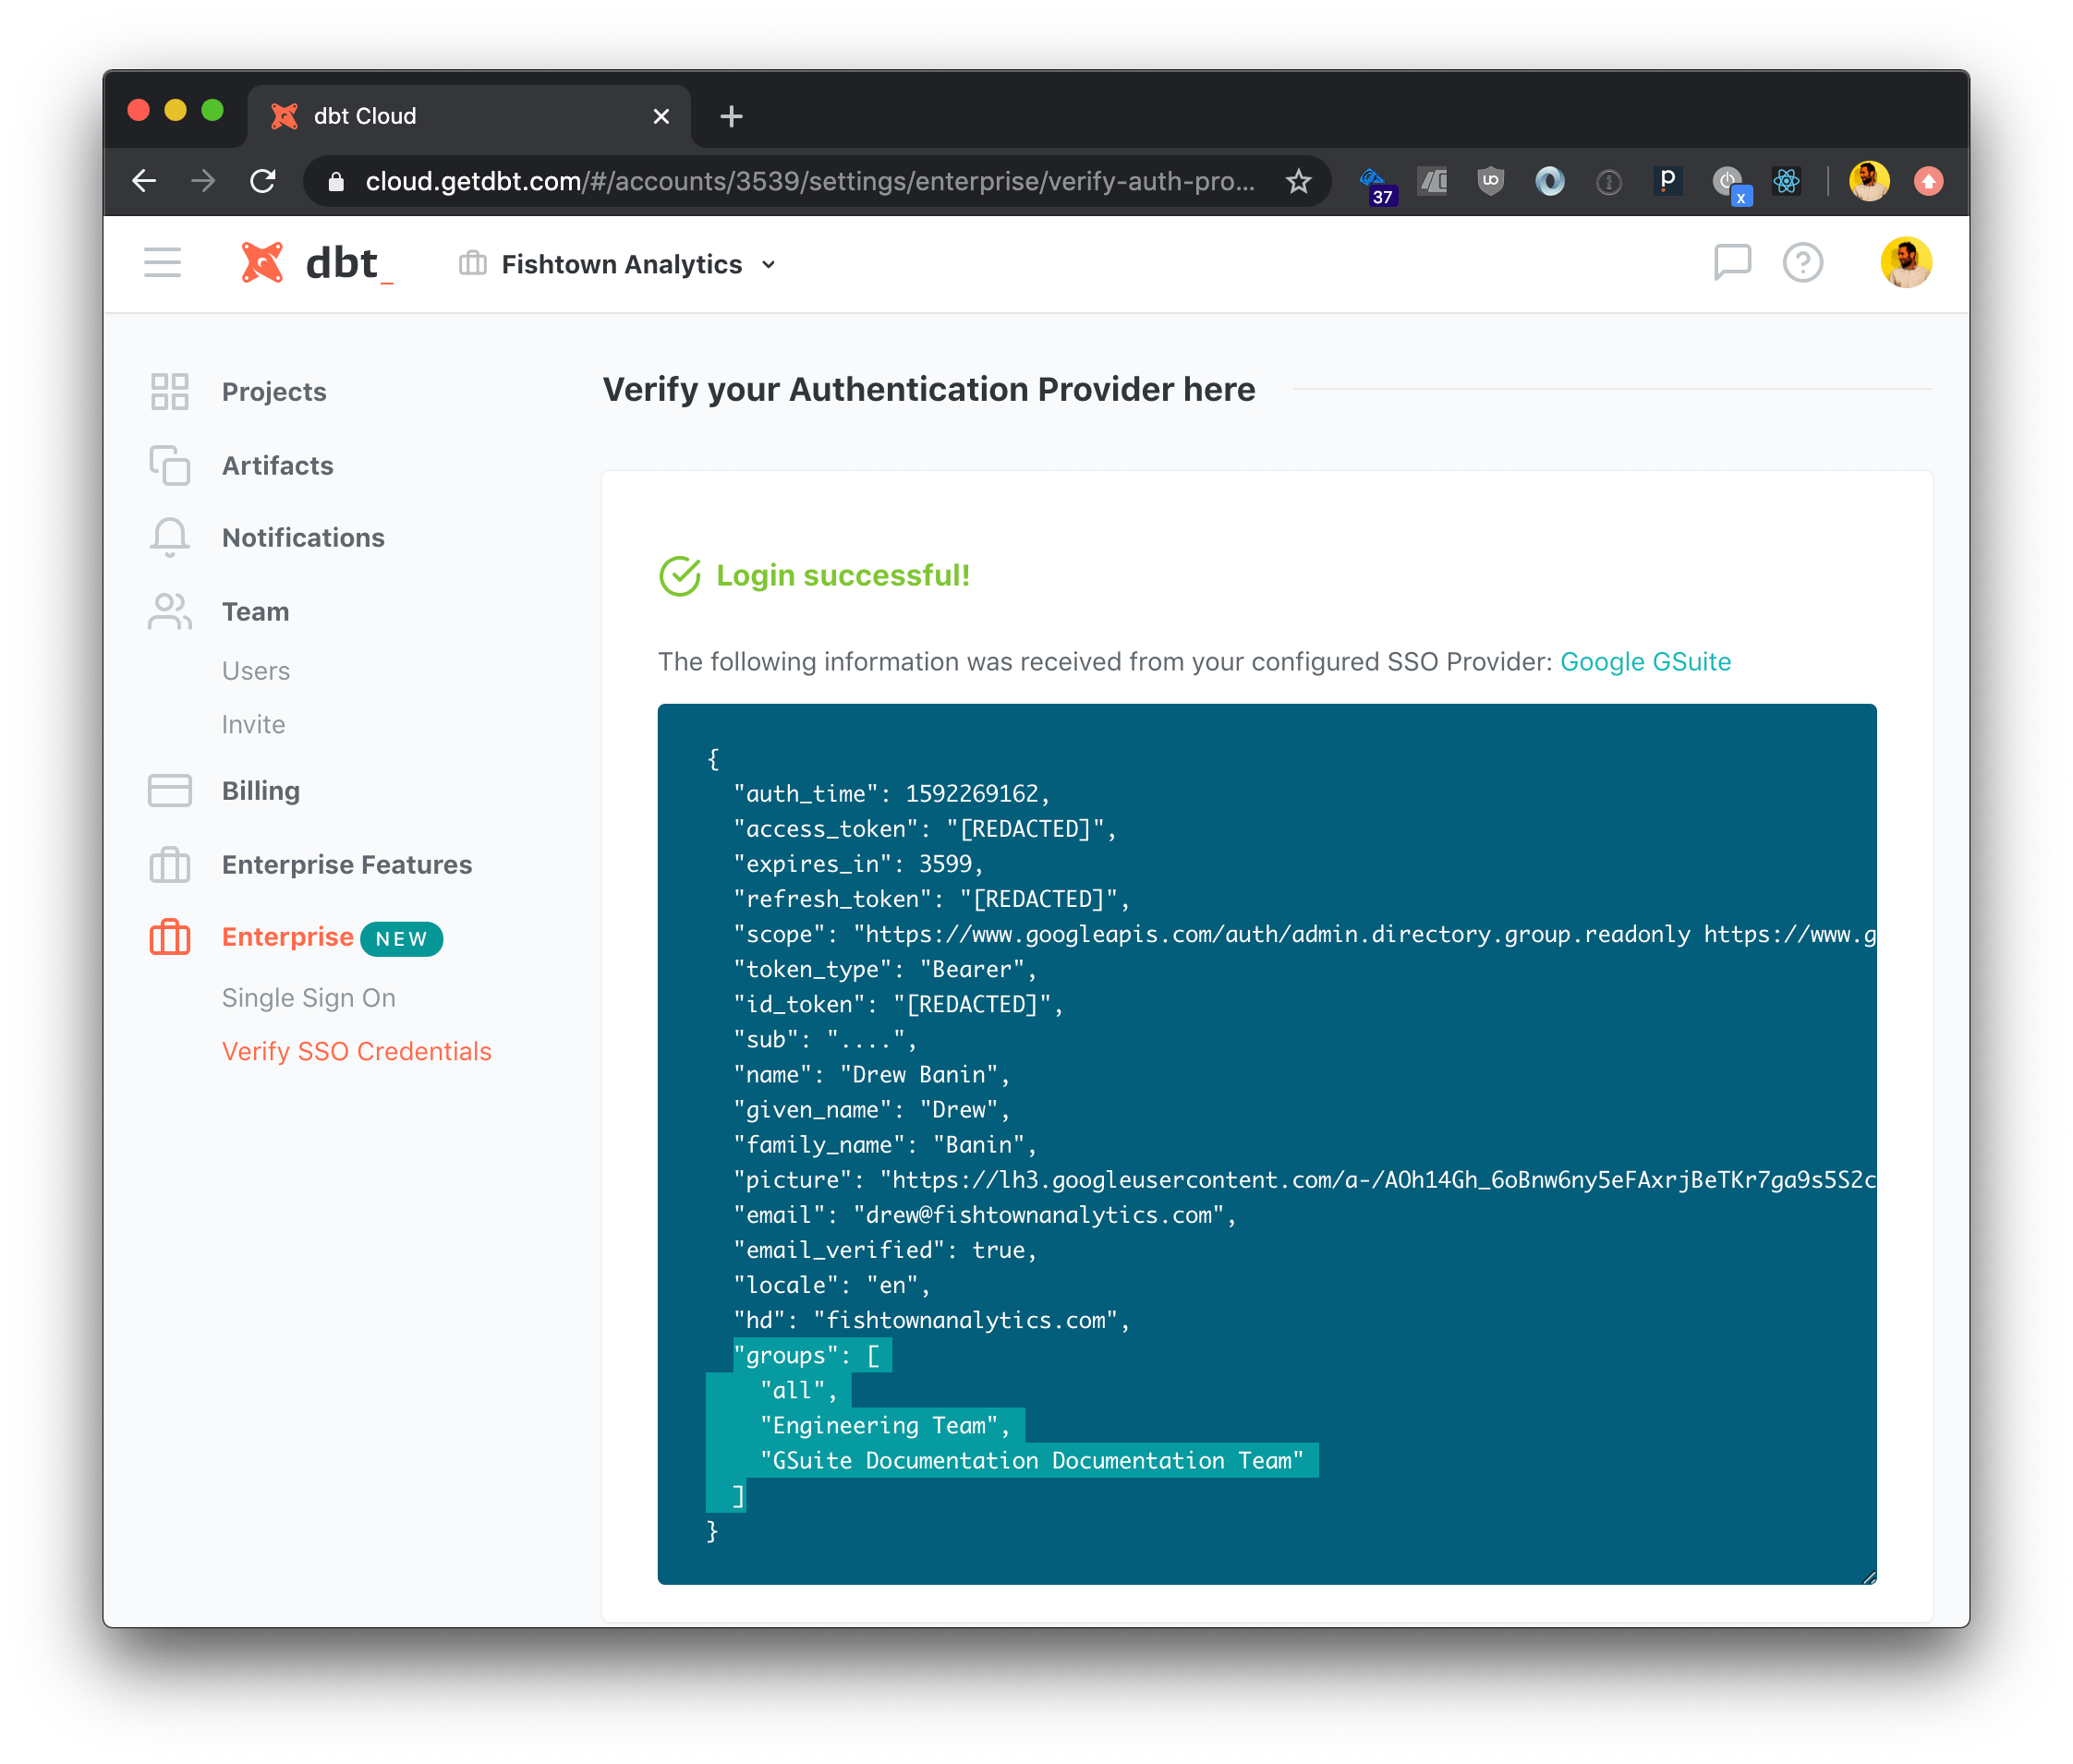 dbt Cloud
cloud.getdbt.com/#/accounts/3539/settings/enterprise/verify-auth-pro...
37
UO
P
x
dbt_
Fishtown Analytics
Projects
Artifacts
Notifications
Team
Users
Invite
Billing
Enterprise Features
Enterprise NEW
Single Sign On
Verify SSO Credentials
Verify your Authentication Provider here
Login successful!
The following information was received from your configured SSO Provider: Google GSuite
{
"auth_time": 1592269162,
"access_token": "[REDACTED]",
"expires_in": 3599,
"refresh_token": "[REDACTED]",
"scope": "https://www.googleapis.com/auth/admin.directory.group.readonly https://www.g
"token_type": "Bearer",
"id_token": "[REDACTED]",
"sub": "....",
"name": "Drew Banin",
"given_name": "Drew",
"family_name": "Banin",
"picture": "https://lh3.googleusercontent.com/a-/AOh14Gh_6oBnw6ny5eFAxrjBeTKr7ga9s5S2c
"email": "drew@fishtownanalytics.com",
"email_verified": true,
"locale": "en",
"hd": "fishtownanalytics.com",
"groups": [
"all",
"Engineering Team",
"GSuite Documentation Documentation Team"
]
}